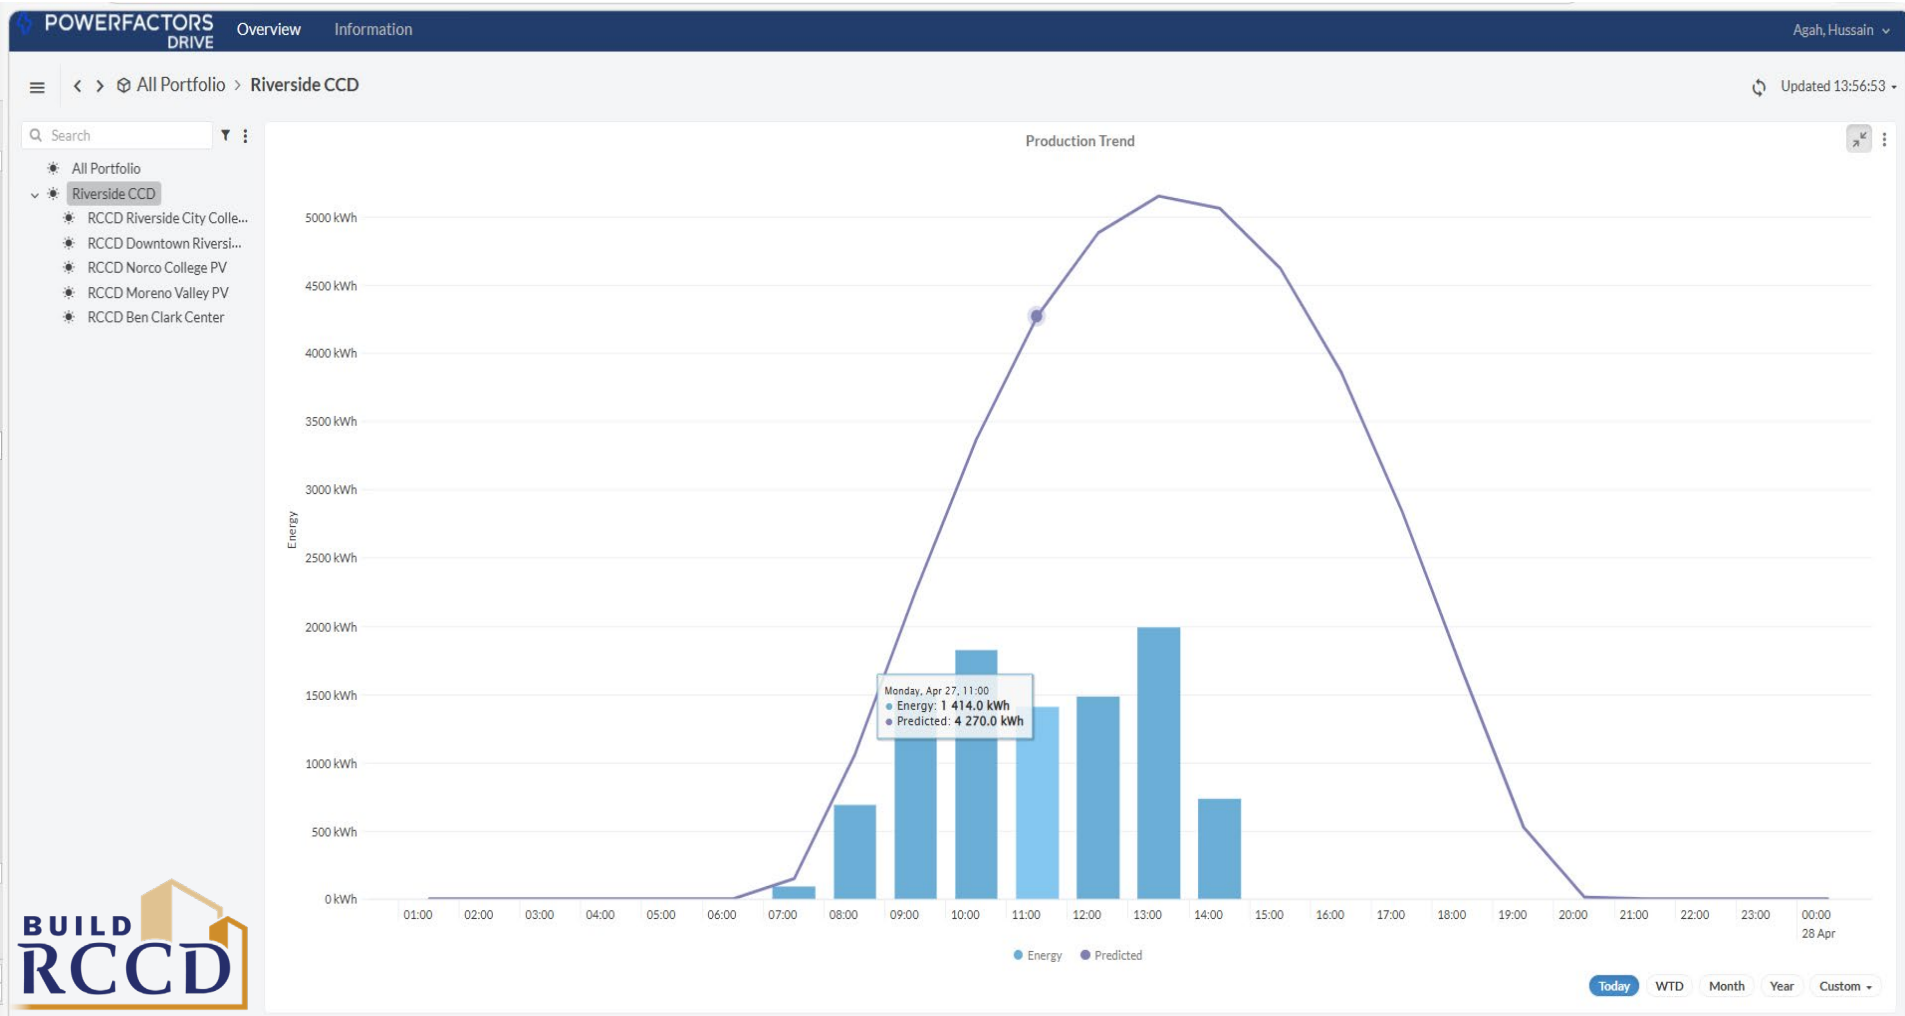 POWERFACTORS
DRIVE
Overview
Information
Agah, Hussain
All Portfolio > Riverside CCD
Updated 13:56:53
Search
All Portfolio
Riverside CCD
RCCD Riverside City Colle...
RCCD Downtown Riversi...
RCCD Norco College PV
RCCD Moreno Valley PV
RCCD Ben Clark Center
Production Trend
Energy
5000 kWh
4500 kWh
4000 kWh
3500 kWh
3000 kWh
2500 kWh
2000 kWh
1500 kWh
1000 kWh
500 kWh
0 kWh
Monday, Apr 27, 11:00
Energy: 1 414.0 kWh
Predicted: 4 270.0 kWh
01:00 02:00 03:00 04:00 05:00 06:00 07:00 08:00 09:00 10:00 11:00 12:00 13:00 14:00 15:00 16:00 17:00 18:00 19:00 20:00 21:00 22:00 23:00 00:00
28 Apr
Energy Predicted
Today WTD Month Year Custom
BUILD
RCCD